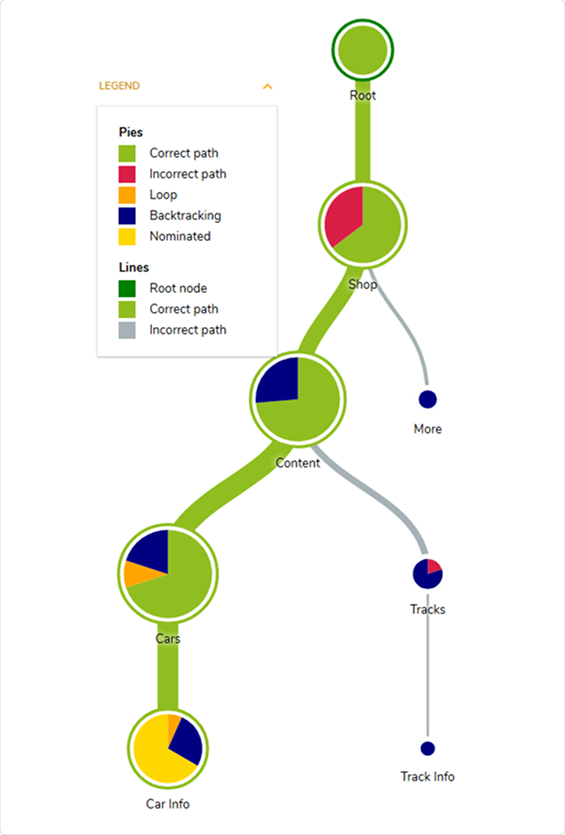 Root
LEGEND
Pies
Correct path
Incorrect path
Loop
Backtracking
Nominated
Lines
Root node
Correct path
Incorrect path
Shop
More
Content
Tracks
Cars
Track Info
Car Info